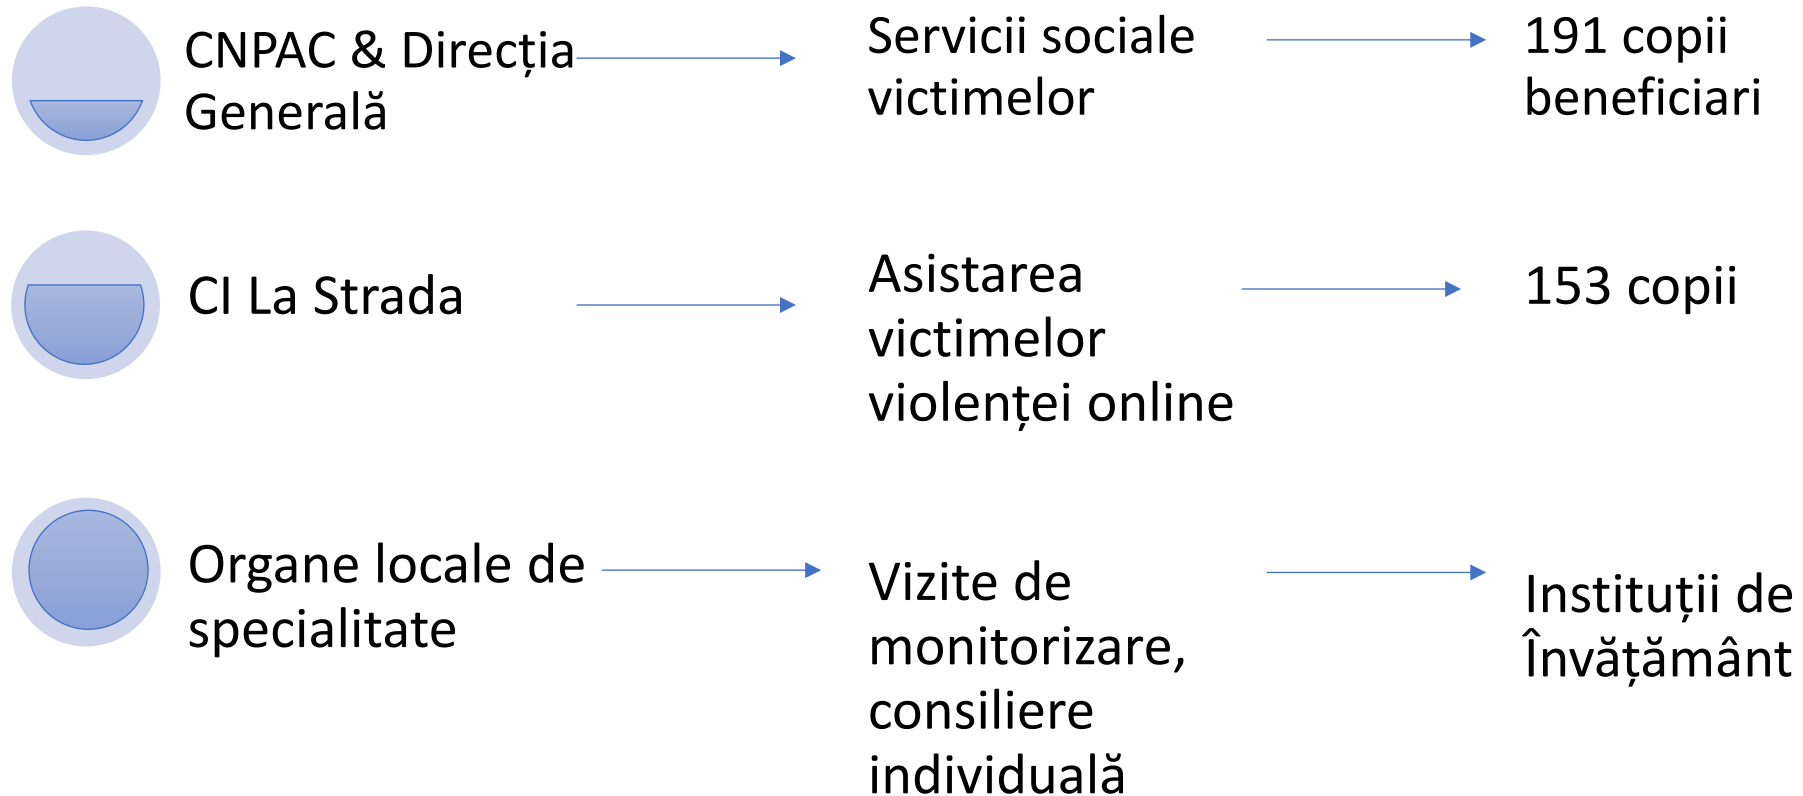 CNPAC & Direcția
Generală
Servicii sociale
victimelor
191 copii
beneficiari
CI La Strada
Asistarea
victimelor
violenței online
153 copii
Organe locale de
specialitate
Vizite de
monitorizare,
consiliere
individuală
Instituții de
Învățământ